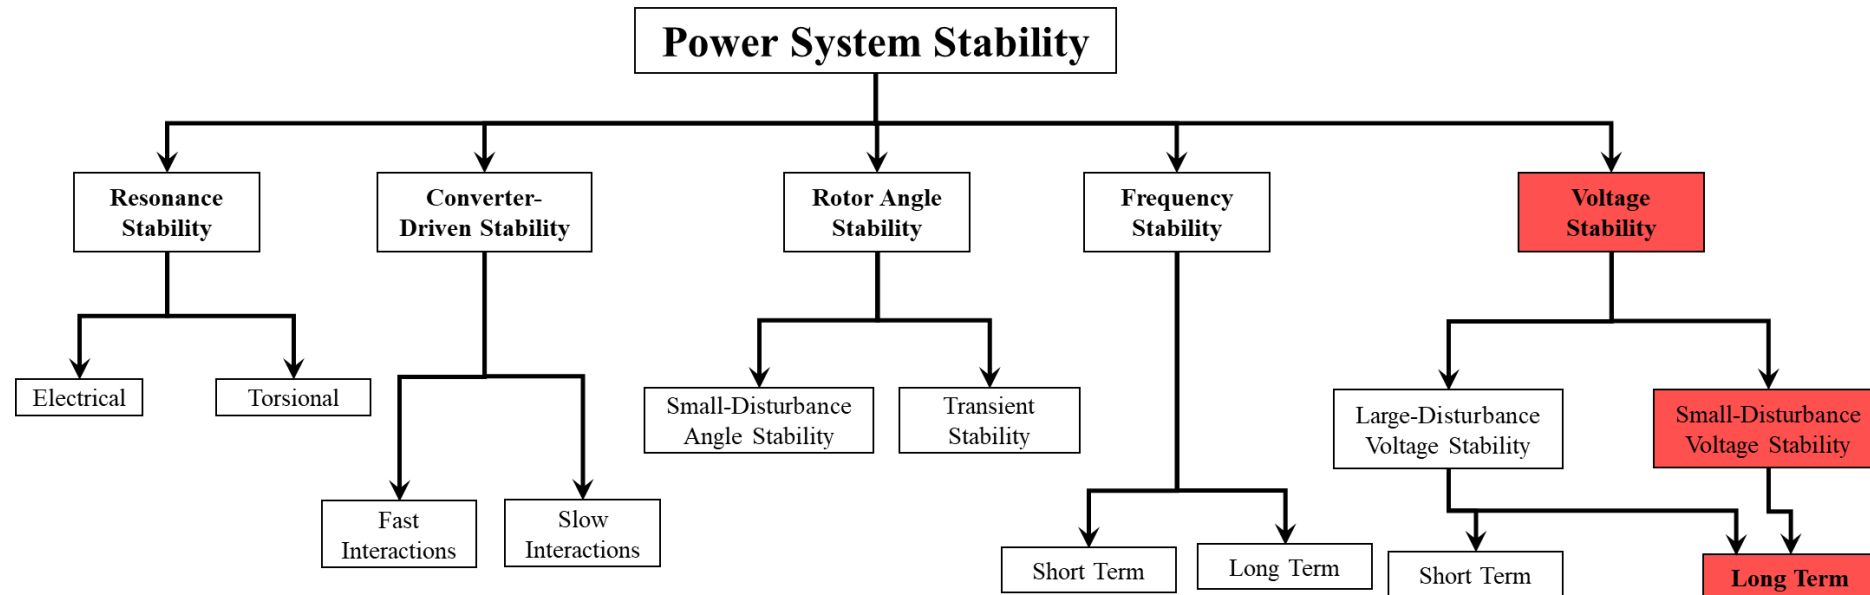 Power System Stability
Resonance
Stability
Converter-
Driven Stability
Rotor Angle
Stability
Frequency
Stability
Voltage
Stability
Electrical
Torsional
Small-Disturbance
Angle Stability
Transient
Stability
Large-Disturbance
Voltage Stability
Small-Disturbance
Voltage Stability
Fast
Interactions
Slow
Interactions
Short Term
Long Term
Short Term
Long Term